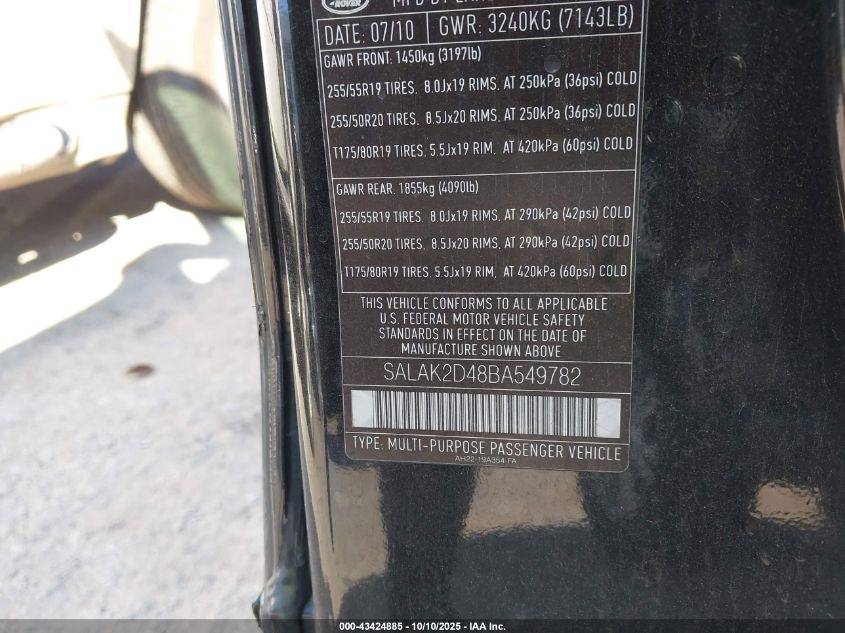 ROVER
MFD BY
DATE: 07/10 GWR: 3240KG (7143LB)
GAWR FRONT: 1450kg (3197lb)
255/55R19 TIRES, 8.0Jx19 RIMS, AT 250kPa (36psi) COLD
255/50R20 TIRES, 8.5Jx20 RIMS, AT 250kPa (36psi) COLD
T175/80R19 TIRES, 5.5Jx19 RIM, AT 420kPa (60psi) COLD
GAWR REAR: 1855kg (4090lb)
255/55R19 TIRES, 8.0Jx19 RIMS, AT 290kPa (42psi) COLD
255/50R20 TIRES, 8.5Jx20 RIMS, AT 290kPa (42psi) COLD
T175/80R19 TIRES, 5.5Jx19 RIM, AT 420kPa (60psi) COLD
THIS VEHICLE CONFORMS TO ALL APPLICABLE
U.S. FEDERAL MOTOR VEHICLE SAFETY
STANDARDS IN EFFECT ON THE DATE OF
MANUFACTURE SHOWN ABOVE
SALAK2D48BA549782
TYPE: MULTI-PURPOSE PASSENGER VEHICLE
AH22-19A354-FA
000-43424885 - 10/10/2025 - IAA Inc.